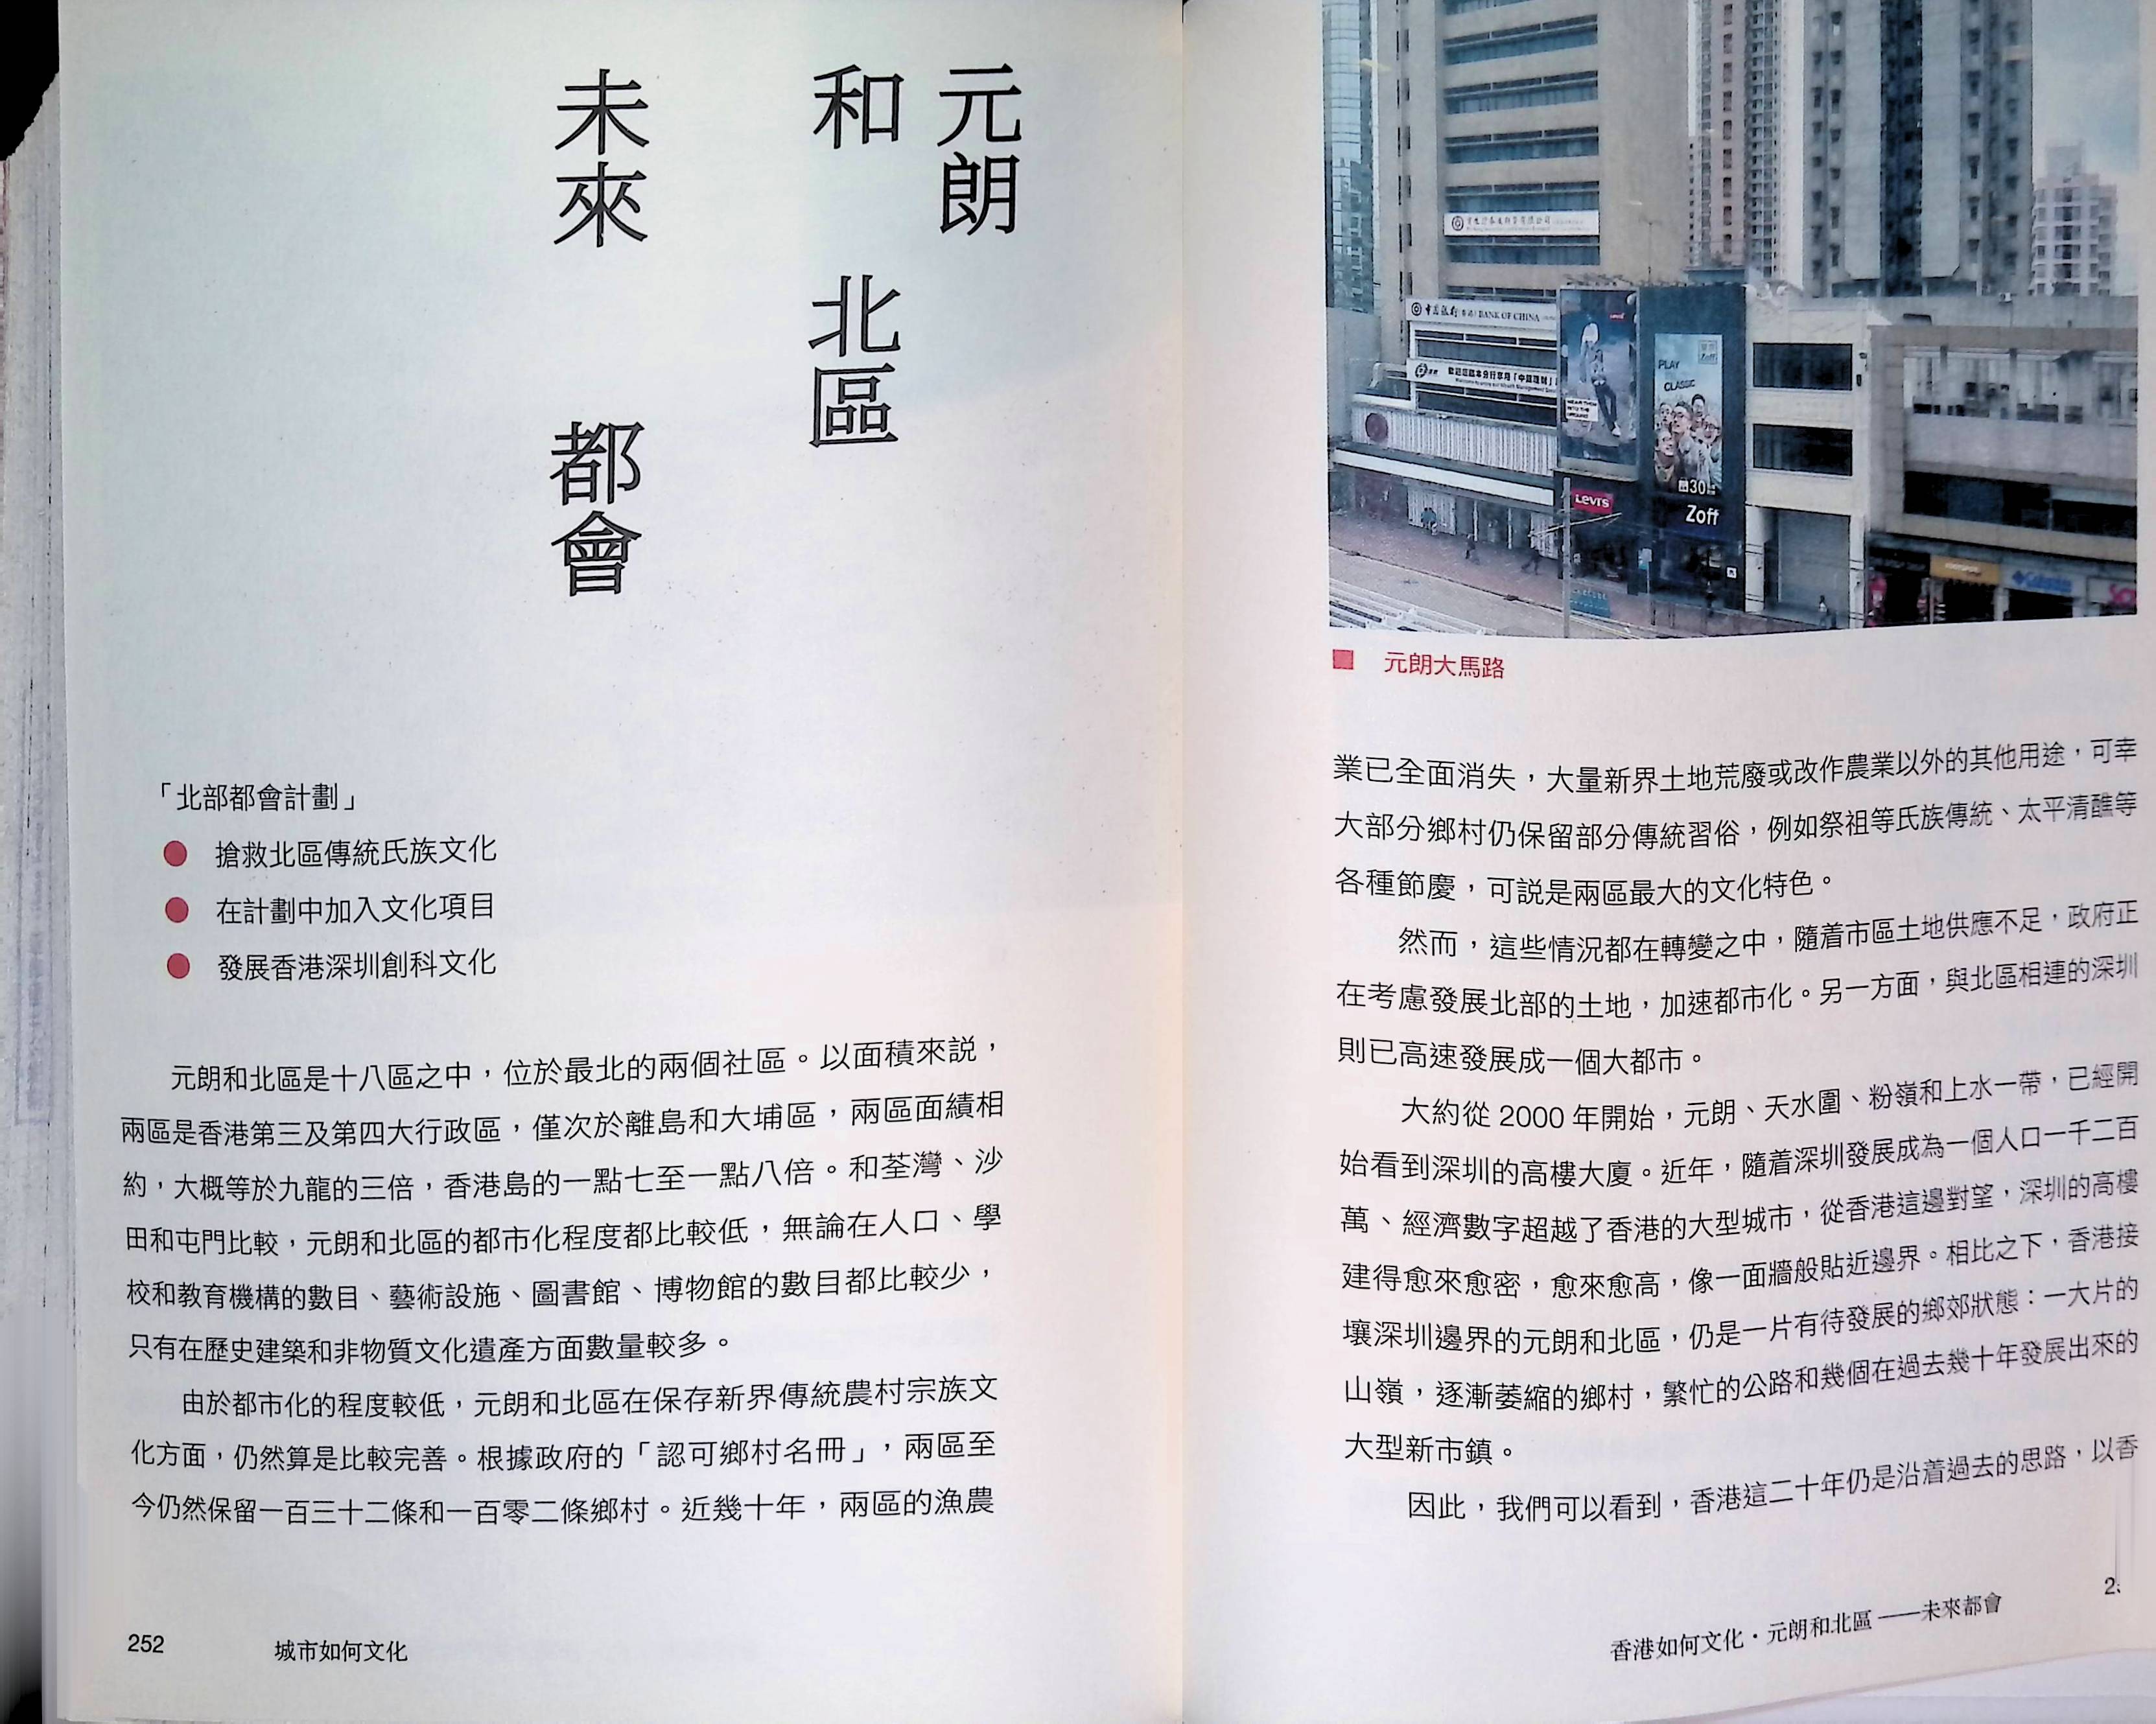 元朗
和 北區
未來 都會
「北部都會計劃」
● 搶救北區傳統氏族文化
● 在計劃中加入文化項目
● 發展香港深圳創科文化
元朗和北區是十八區之中，位於最北的兩個社區。以面積來説，
兩區是香港第三及第四大行政區，僅次於離島和大埔區，兩區面績相
約，大概等於九龍的三倍，香港島的一點七至一點八倍。和荃灣、沙
田和屯門比較，元朗和北區的都市化程度都比較低，無論在人口、學
校和教育機構的數目、藝術設施、圖書館、博物館的數目都比較少，
只有在歷史建築和非物質文化遺產方面數量較多。
由於都市化的程度較低，元朗和北區在保存新界傳統農村宗族文
化方面，仍然算是比較完善。根據政府的「認可鄉村名冊」，兩區至
今仍然保留一百三十二條和一百零二條鄉村。近幾十年，兩區的漁農
252
城市如何文化
中國銀行(香港) BANK OF CHINA
歡迎蒞臨本分行享用「中銀理財」
Levi's
PLAY
CLASSIC
Zoff
30
Zoff
■ 元朗大馬路
業已全面消失，大量新界土地荒廢或改作農業以外的其他用途，可幸
大部分鄉村仍保留部分傳統習俗，例如祭祖等氏族傳統、太平清醮等
各種節慶，可説是兩區最大的文化特色。
然而，這些情況都在轉變之中，隨着市區土地供應不足，政府正
在考慮發展北部的土地，加速都市化。另一方面，與北區相連的深圳
則已高速發展成一個大都市。
大約從 2000 年開始，元朗、天水圍、粉嶺和上水一帶，已經開
始看到深圳的高樓大廈。近年，隨着深圳發展成為一個人口一千二百
萬、經濟數字超越了香港的大型城市，從香港這邊對望，深圳的高樓
建得愈來愈密，愈來愈高，像一面牆般貼近邊界。相比之下，香港接
壤深圳邊界的元朗和北區，仍是一片有待發展的鄉郊狀態：一大片的
山嶺，逐漸萎縮的鄉村，繁忙的公路和幾個在過去幾十年發展出來的
大型新市鎮。
因此，我們可以看到，香港這二十年仍是沿着過去的思路，以香
香港如何文化・元朗和北區——未來都會